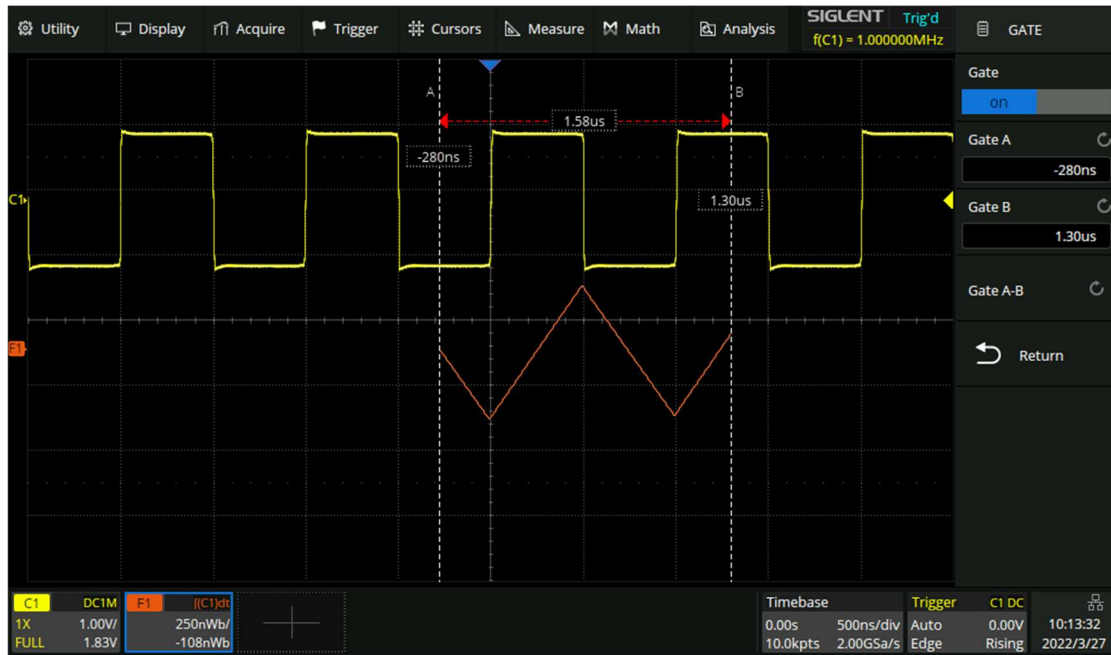 Utility Display Acquire Trigger Cursors Measure Math Analysis
SIGLENT Trig'd
f(C1) = 1.000000MHz
GATE
Gate
on
Gate A
-280ns
Gate B
1.30us
Gate A-B
Return
A
B
1.58us
-280ns
1.30us
C1
F1
C1 DC1M
1X 1.00V/
FULL 1.83V
F1 ∫(C1)dt
250nWb/
-108nWb
Timebase
0.00s 500ns/div
10.0kpts 2.00GSa/s
Trigger C1 DC
Auto 0.00V
Edge Rising
10:13:32
2022/3/27